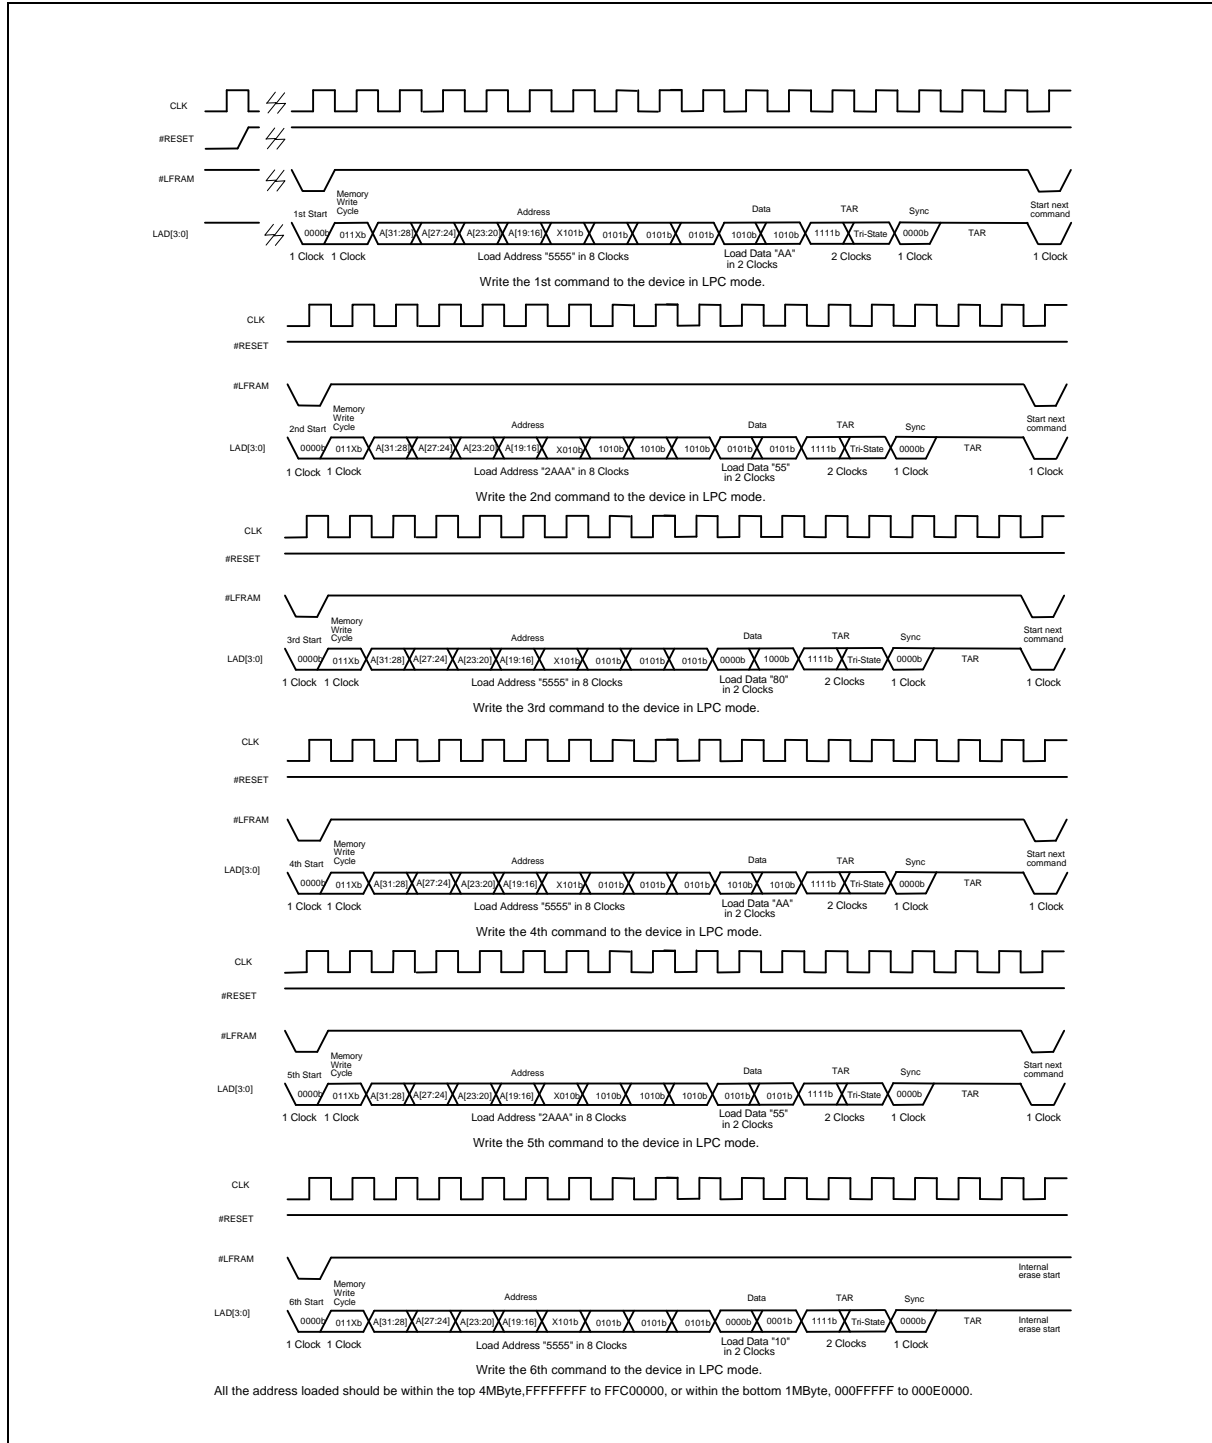 CLK
#RESET
#LFRAM
Memory
Write
Cycle
1st Start
Address
Data
TAR
Sync
Start next
command
LAD[3:0]
0000b 011Xb A[31:28] A[27:24] A[23:20] A[19:16] X101b 0101b 0101b 0101b 1010b 1010b 1111b Tri-State 0000b TAR
1 Clock 1 Clock Load Address "5555" in 8 Clocks Load Data "AA" 2 Clocks 1 Clock 1 Clock
in 2 Clocks
Write the 1st command to the device in LPC mode.
CLK
#RESET
#LFRAM
Memory
Write
Cycle
2nd Start
Address
Data
TAR
Sync
Start next
command
LAD[3:0]
0000b 011Xb A[31:28] A[27:24] A[23:20] A[19:16] X010b 1010b 1010b 1010b 0101b 0101b 1111b Tri-State 0000b TAR
1 Clock 1 Clock Load Address "2AAA" in 8 Clocks Load Data "55" 2 Clocks 1 Clock 1 Clock
in 2 Clocks
Write the 2nd command to the device in LPC mode.
CLK
#RESET
#LFRAM
Memory
Write
Cycle
3rd Start
Address
Data
TAR
Sync
Start next
command
LAD[3:0]
0000b 011Xb A[31:28] A[27:24] A[23:20] A[19:16] X101b 0101b 0101b 0101b 0000b 1000b 1111b Tri-State 0000b TAR
1 Clock 1 Clock Load Address "5555" in 8 Clocks Load Data "80" 2 Clocks 1 Clock 1 Clock
in 2 Clocks
Write the 3rd command to the device in LPC mode.
CLK
#RESET
#LFRAM
Memory
Write
Cycle
4th Start
Address
Data
TAR
Sync
Start next
command
LAD[3:0]
0000b 011Xb A[31:28] A[27:24] A[23:20] A[19:16] X101b 0101b 0101b 0101b 1010b 1010b 1111b Tri-State 0000b TAR
1 Clock 1 Clock Load Address "5555" in 8 Clocks Load Data "AA" 2 Clocks 1 Clock 1 Clock
in 2 Clocks
Write the 4th command to the device in LPC mode.
CLK
#RESET
#LFRAM
Memory
Write
Cycle
5th Start
Address
Data
TAR
Sync
Start next
command
LAD[3:0]
0000b 011Xb A[31:28] A[27:24] A[23:20] A[19:16] X010b 1010b 1010b 1010b 0101b 0101b 1111b Tri-State 0000b TAR
1 Clock 1 Clock Load Address "2AAA" in 8 Clocks Load Data "55" 2 Clocks 1 Clock 1 Clock
in 2 Clocks
Write the 5th command to the device in LPC mode.
CLK
#RESET
#LFRAM
Internal
erase start
Memory
Write
Cycle
6th Start
Address
Data
TAR
Sync
LAD[3:0]
0000b 011Xb A[31:28] A[27:24] A[23:20] A[19:16] X101b 0101b 0101b 0101b 0000b 0001b 1111b Tri-State 0000b TAR
Internal
erase start
1 Clock 1 Clock Load Address "5555" in 8 Clocks Load Data "10" 2 Clocks 1 Clock
in 2 Clocks
Write the 6th command to the device in LPC mode.
All the address loaded should be within the top 4MByte,FFFFFFFF to FFC00000, or within the bottom 1MByte, 000FFFFF to 000E0000.